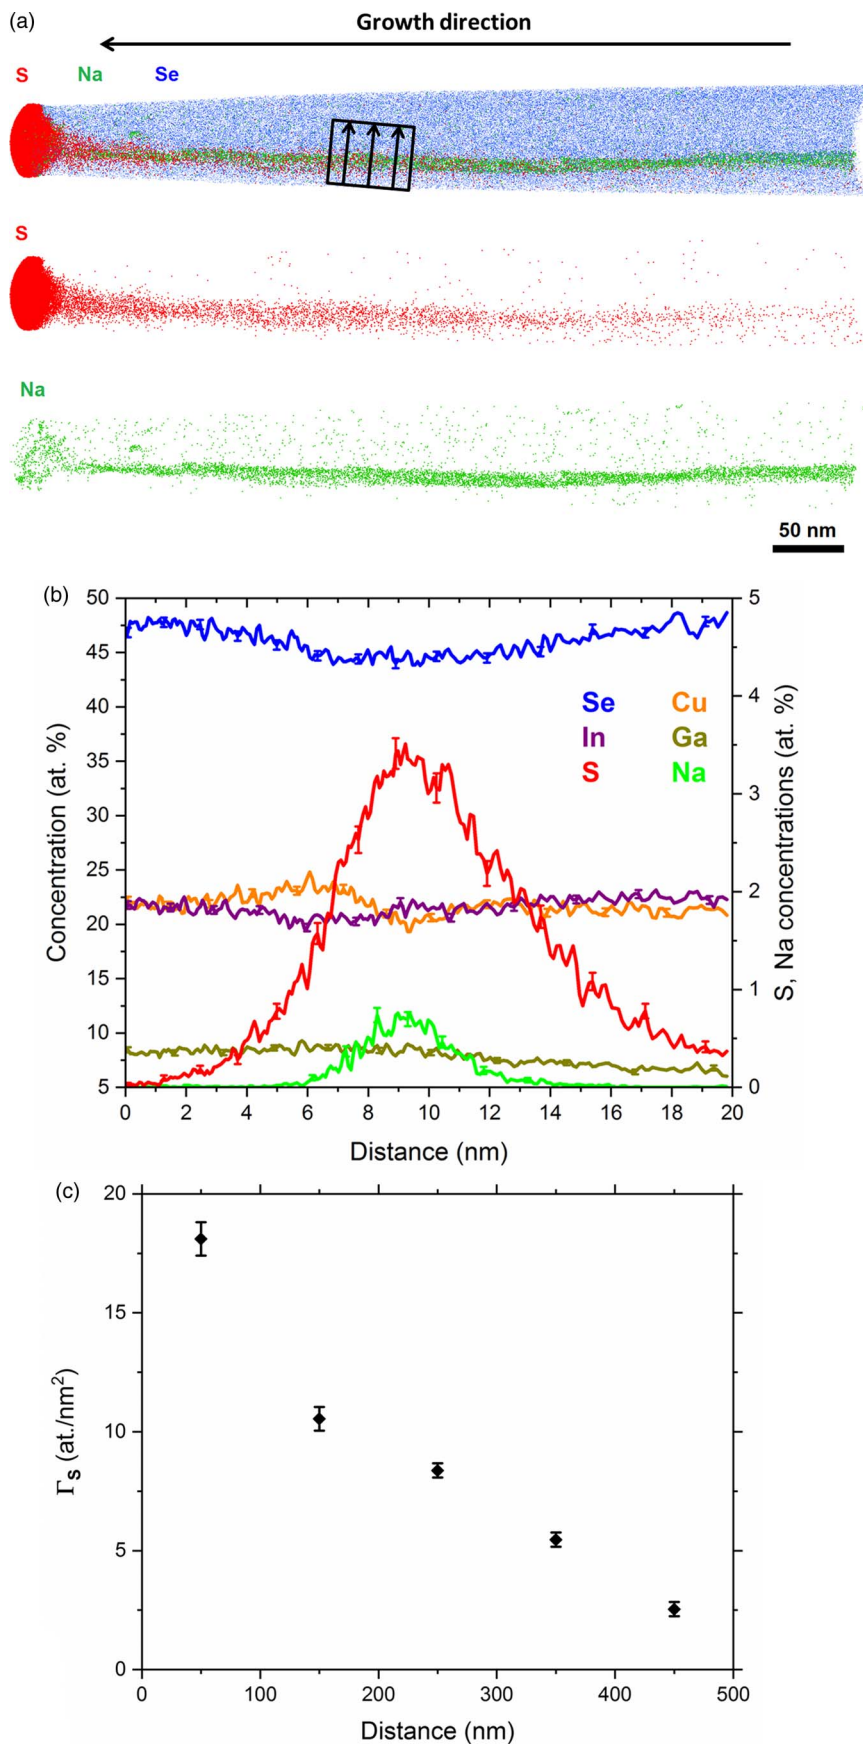 (a)
Growth direction
S Na Se
S
Na
50 nm
(b)
50 5
45
40 4
35
30 3
25
20 2
15
10 1
5 0
Concentration (at. %)
S, Na concentrations (at. %)
Se Cu
In Ga
S Na
0 2 4 6 8 10 12 14 16 18 20
Distance (nm)
(c)
20
15
10
5
0
Γs (at./nm²)
0 100 200 300 400 500
Distance (nm)